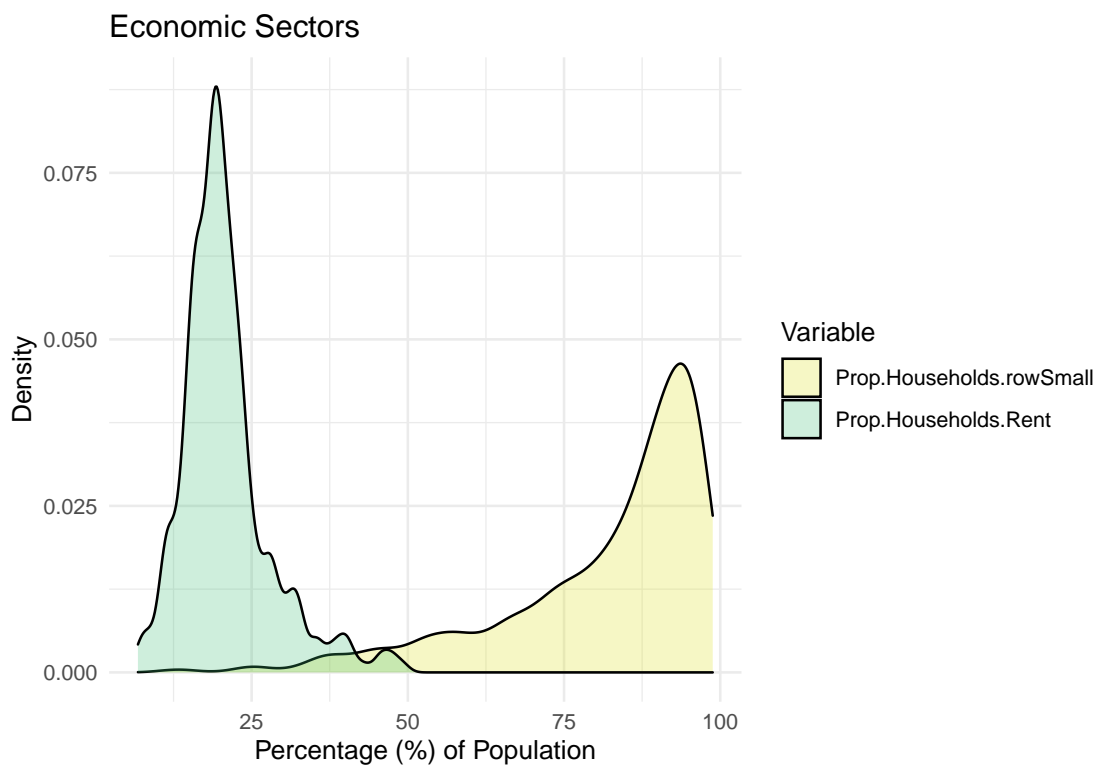 Economic Sectors
Density
0.075
0.050
0.025
0.000
25 50 75 100
Percentage (%) of Population
Variable
Prop.Households.rowSmall
Prop.Households.Rent